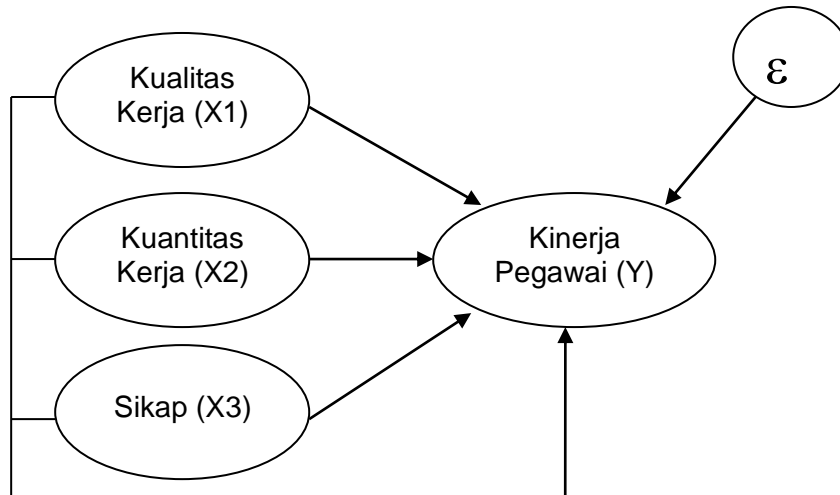 Kualitas
Kerja (X1)
ε
Kuantitas
Kerja (X2)
Kinerja
Pegawai (Y)
Sikap (X3)